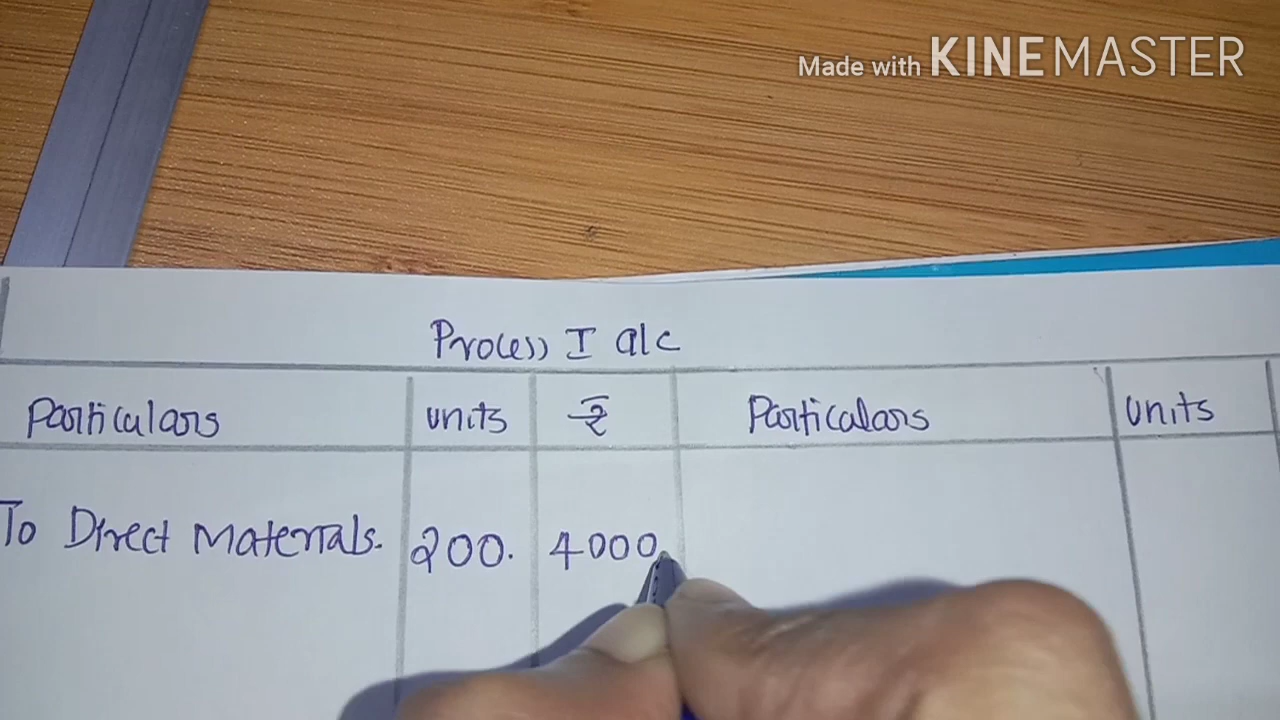 Made with KINEMASTER
Process I a/c
Particulars units ₹ Particulars units
To Direct Materials. 200. 4000